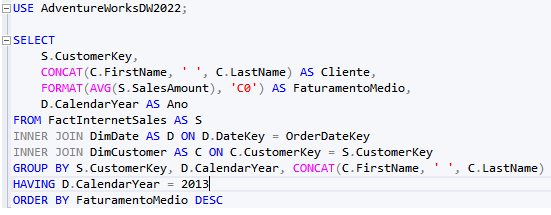 USE AdventureWorksDW2022;
SELECT
S.CustomerKey,
CONCAT(C.FirstName, ' ', C.LastName) AS Cliente,
FORMAT(AVG(S.SalesAmount), 'C0') AS FaturamentoMedio,
D.CalendarYear AS Ano
FROM FactInternetSales AS S
INNER JOIN DimDate AS D ON D.DateKey = OrderDateKey
INNER JOIN DimCustomer AS C ON C.CustomerKey = S.CustomerKey
GROUP BY S.CustomerKey, D.CalendarYear, CONCAT(C.FirstName, ' ', C.LastName)
HAVING D.CalendarYear = 2013
ORDER BY FaturamentoMedio DESC